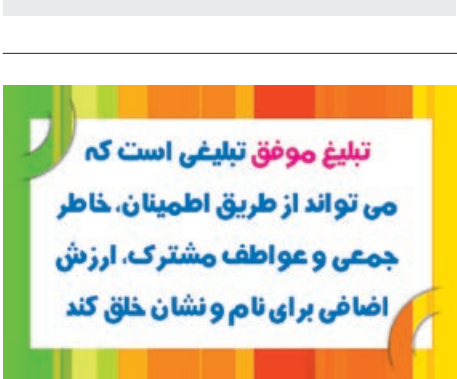 تبلیغ موفق تبلیغی است که
می تواند از طریق اطمینان، خاطر
جمعی و عواطف مشترک، ارزش
اضافی برای نام و نشان خلق کند